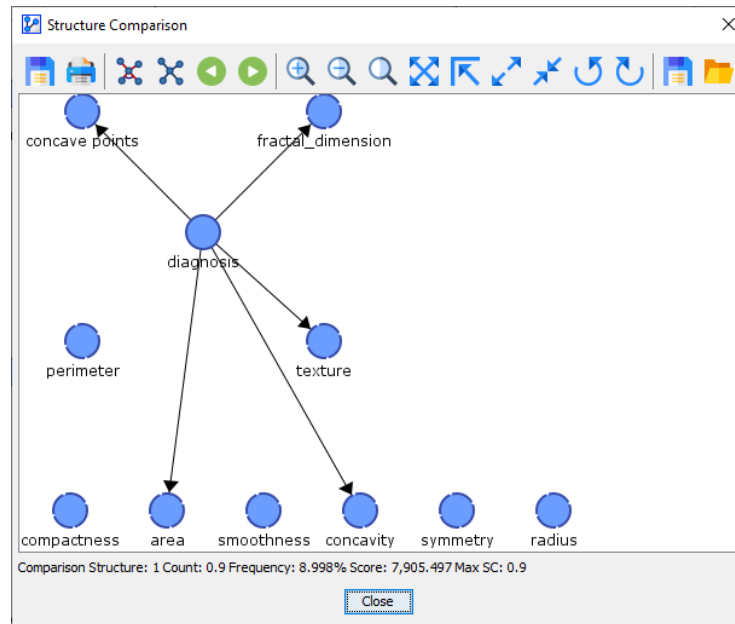 Structure Comparison
concave points
fractal_dimension
diagnosis
perimeter
texture
compactness
area
smoothness
concavity
symmetry
radius
Comparison Structure: 1 Count: 0.9 Frequency: 8.998% Score: 7,905.497 Max SC: 0.9
Close